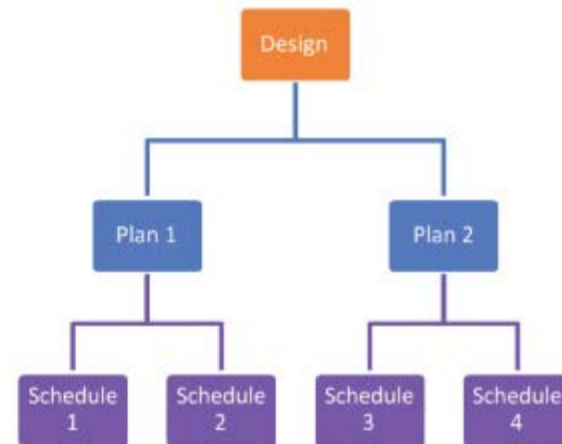 Design
Plan 1
Plan 2
Schedule
1
Schedule
2
Schedule
3
Schedule
4